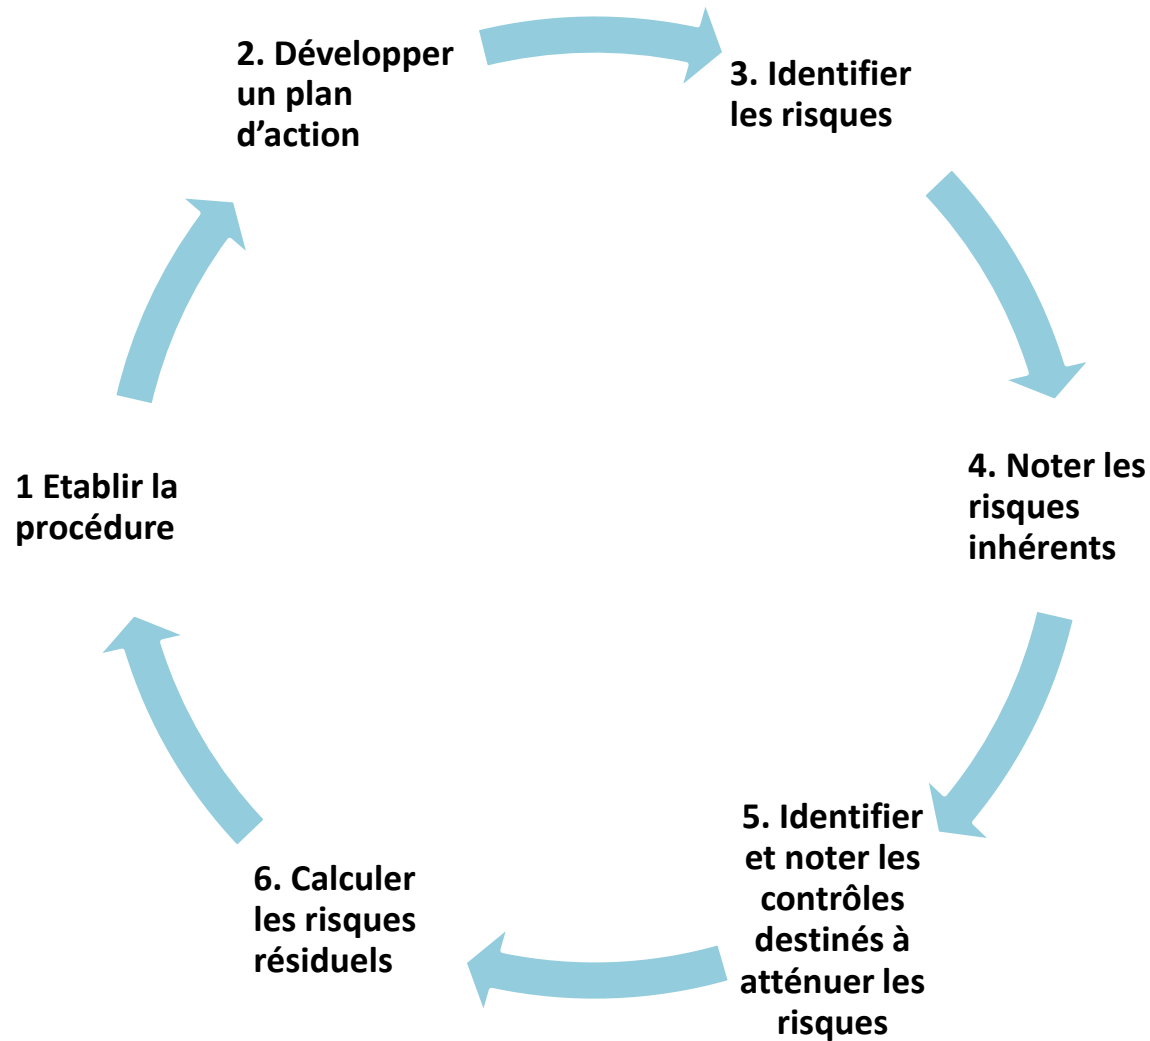 1 Etablir la
procédure
2. Développer
un plan
d’action
3. Identifier
les risques
4. Noter les
risques
inhérents
5. Identifier
et noter les
contrôles
destinés à
atténuer les
risques
6. Calculer
les risques
résiduels